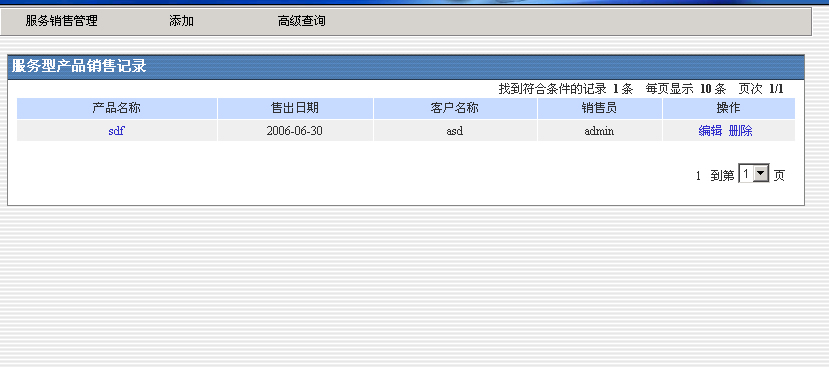 服务销售管理 添加 高级查询
服务型产品销售记录
找到符合条件的记录 1 条 每页显示 10 条 页次 1/1
产品名称 售出日期 客户名称 销售员 操作
sdf 2006-06-30 asd admin 编辑 删除
1 到第 1 页